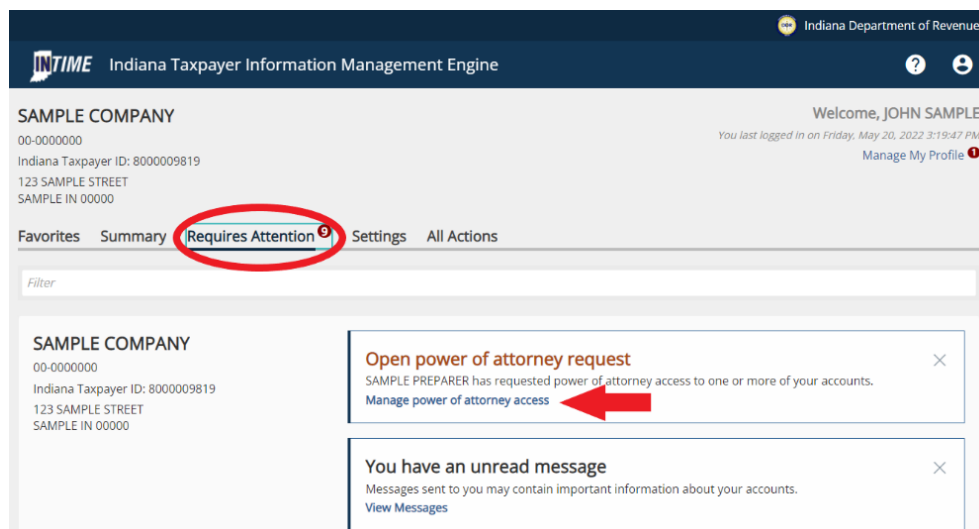 Indiana Department of Revenue
INTIME Indiana Taxpayer Information Management Engine
SAMPLE COMPANY
00-0000000
Indiana Taxpayer ID: 8000009819
123 SAMPLE STREET
SAMPLE IN 00000
Welcome, JOHN SAMPLE
You last logged in on Friday, May 20, 2022 3:19:47 PM
Manage My Profile 1
Favorites Summary Requires Attention 9 Settings All Actions
Filter
SAMPLE COMPANY
00-0000000
Indiana Taxpayer ID: 8000009819
123 SAMPLE STREET
SAMPLE IN 00000
Open power of attorney request
SAMPLE PREPARER has requested power of attorney access to one or more of your accounts.
Manage power of attorney access
You have an unread message
Messages sent to you may contain important information about your accounts.
View Messages